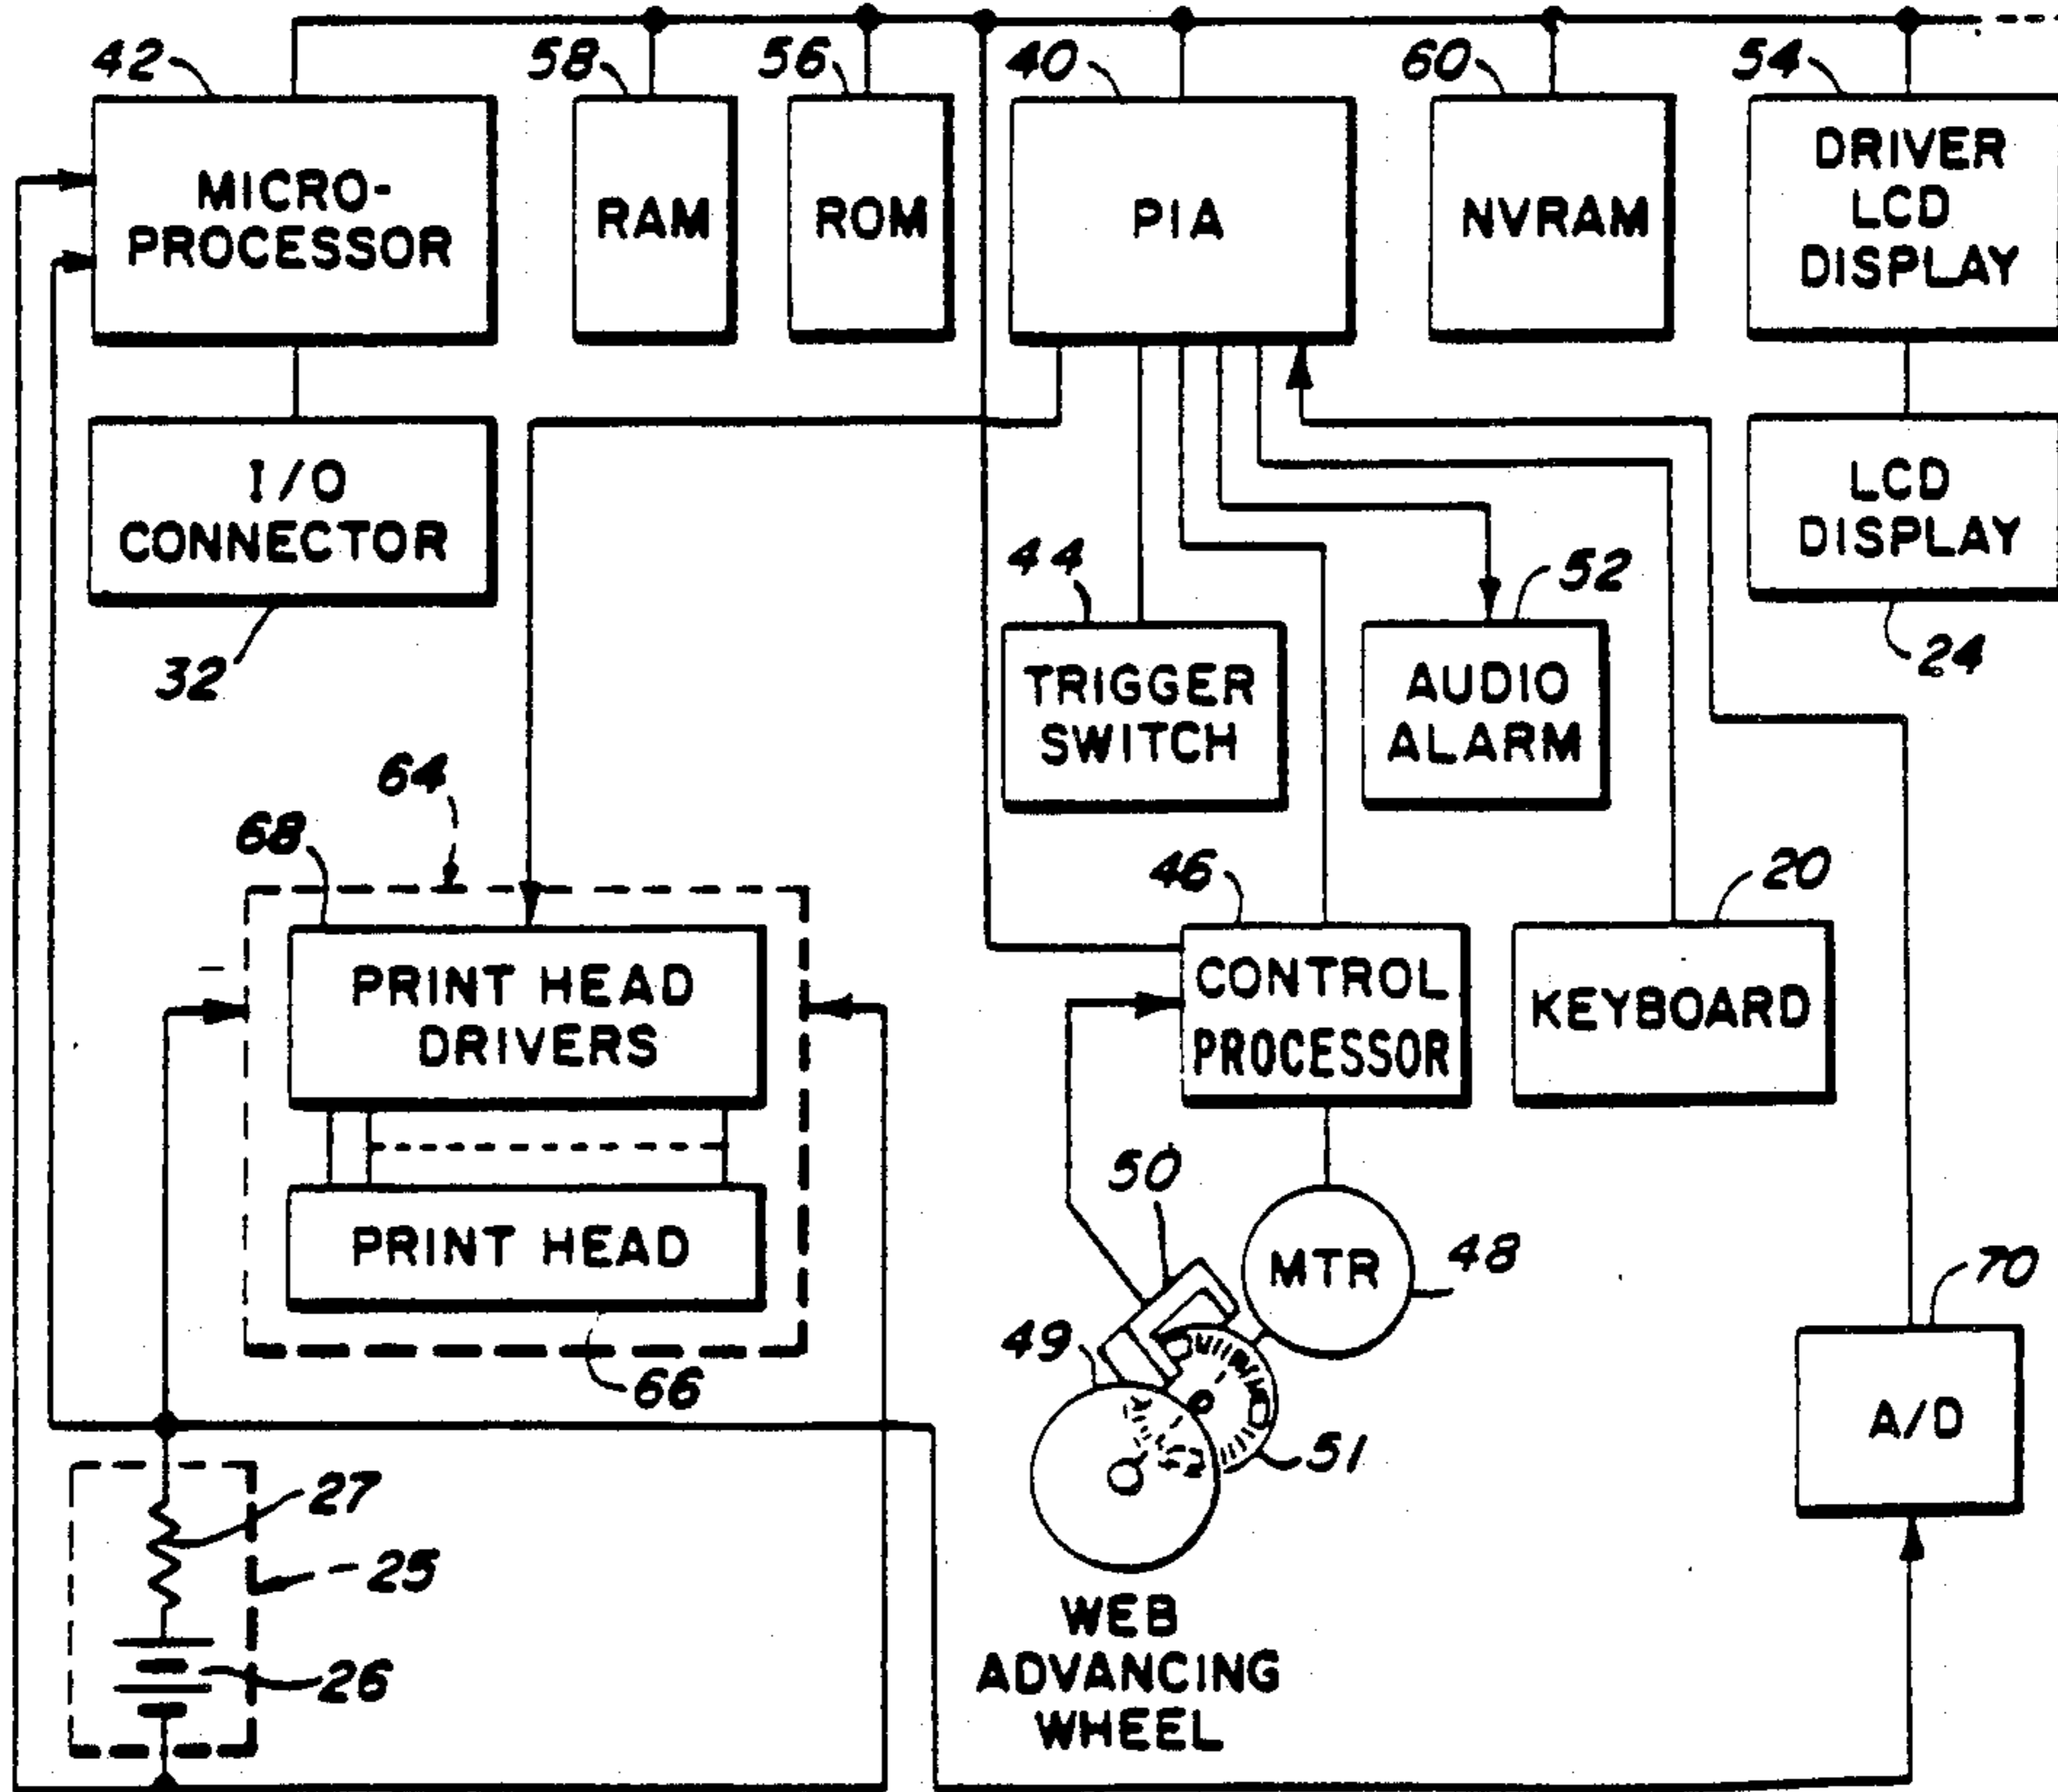 42
58
56
40
60
54
MICRO-
PROCESSOR
RAM
ROM
PIA
NVRAM
DRIVER
LCD
DISPLAY
I/O
CONNECTOR
32
LCD
DISPLAY
24
44
TRIGGER
SWITCH
52
AUDIO
ALARM
64
68
PRINT HEAD
DRIVERS
PRINT HEAD
66
46
CONTROL
PROCESSOR
20
KEYBOARD
50
MTR
48
49
51
WEB
ADVANCING
WHEEL
70
A/D
27
25
26